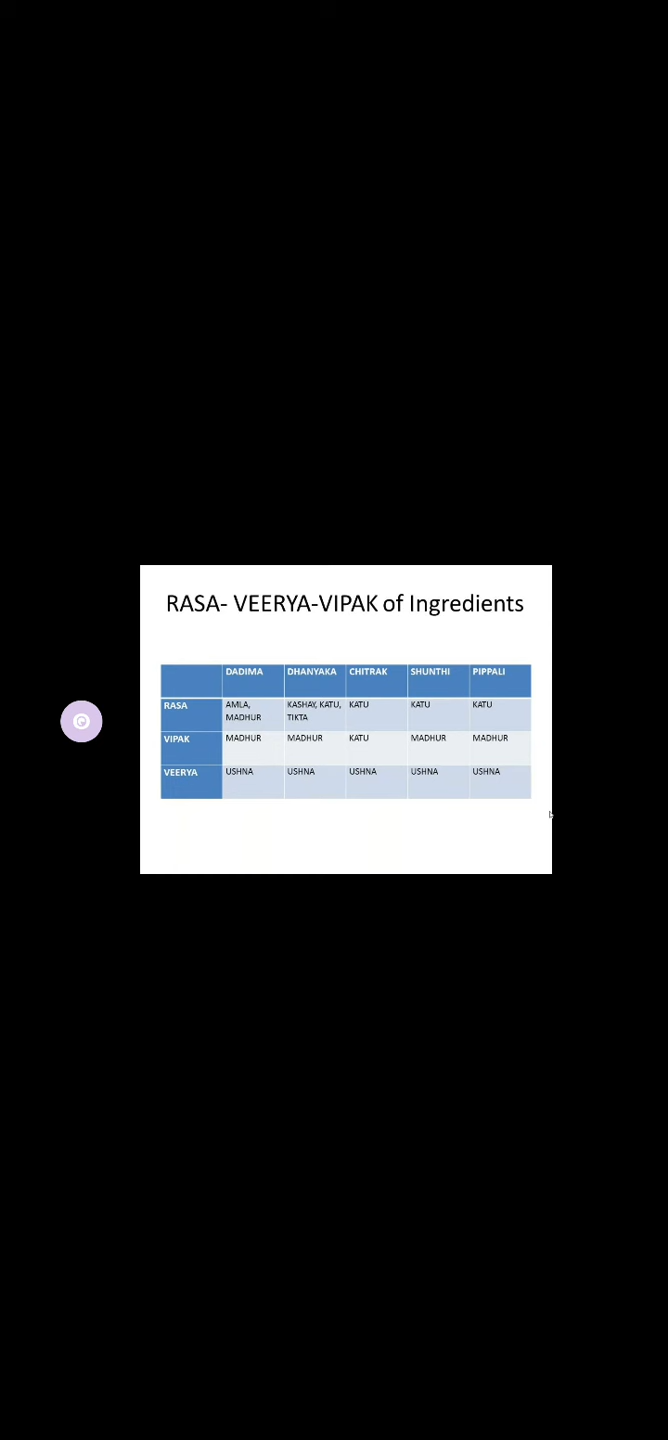 RASA- VEERYA-VIPAK of Ingredients
DADIMA DHANYAKA CHITRAK SHUNTHI PIPPALI
RASA AMLA, MADHUR KASHAY, KATU, TIKTA KATU KATU KATU
VIPAK MADHUR MADHUR KATU MADHUR MADHUR
VEERYA USHNA USHNA USHNA USHNA USHNA